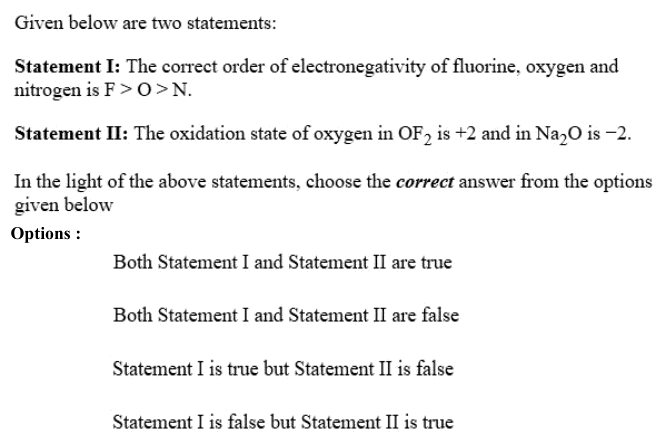 Given below are two statements:
Statement I: The correct order of electronegativity of fluorine, oxygen and
nitrogen is F > O > N.
Statement II: The oxidation state of oxygen in OF₂ is +2 and in Na₂O is −2.
In the light of the above statements, choose the correct answer from the options
given below
Options :
Both Statement I and Statement II are true
Both Statement I and Statement II are false
Statement I is true but Statement II is false
Statement I is false but Statement II is true